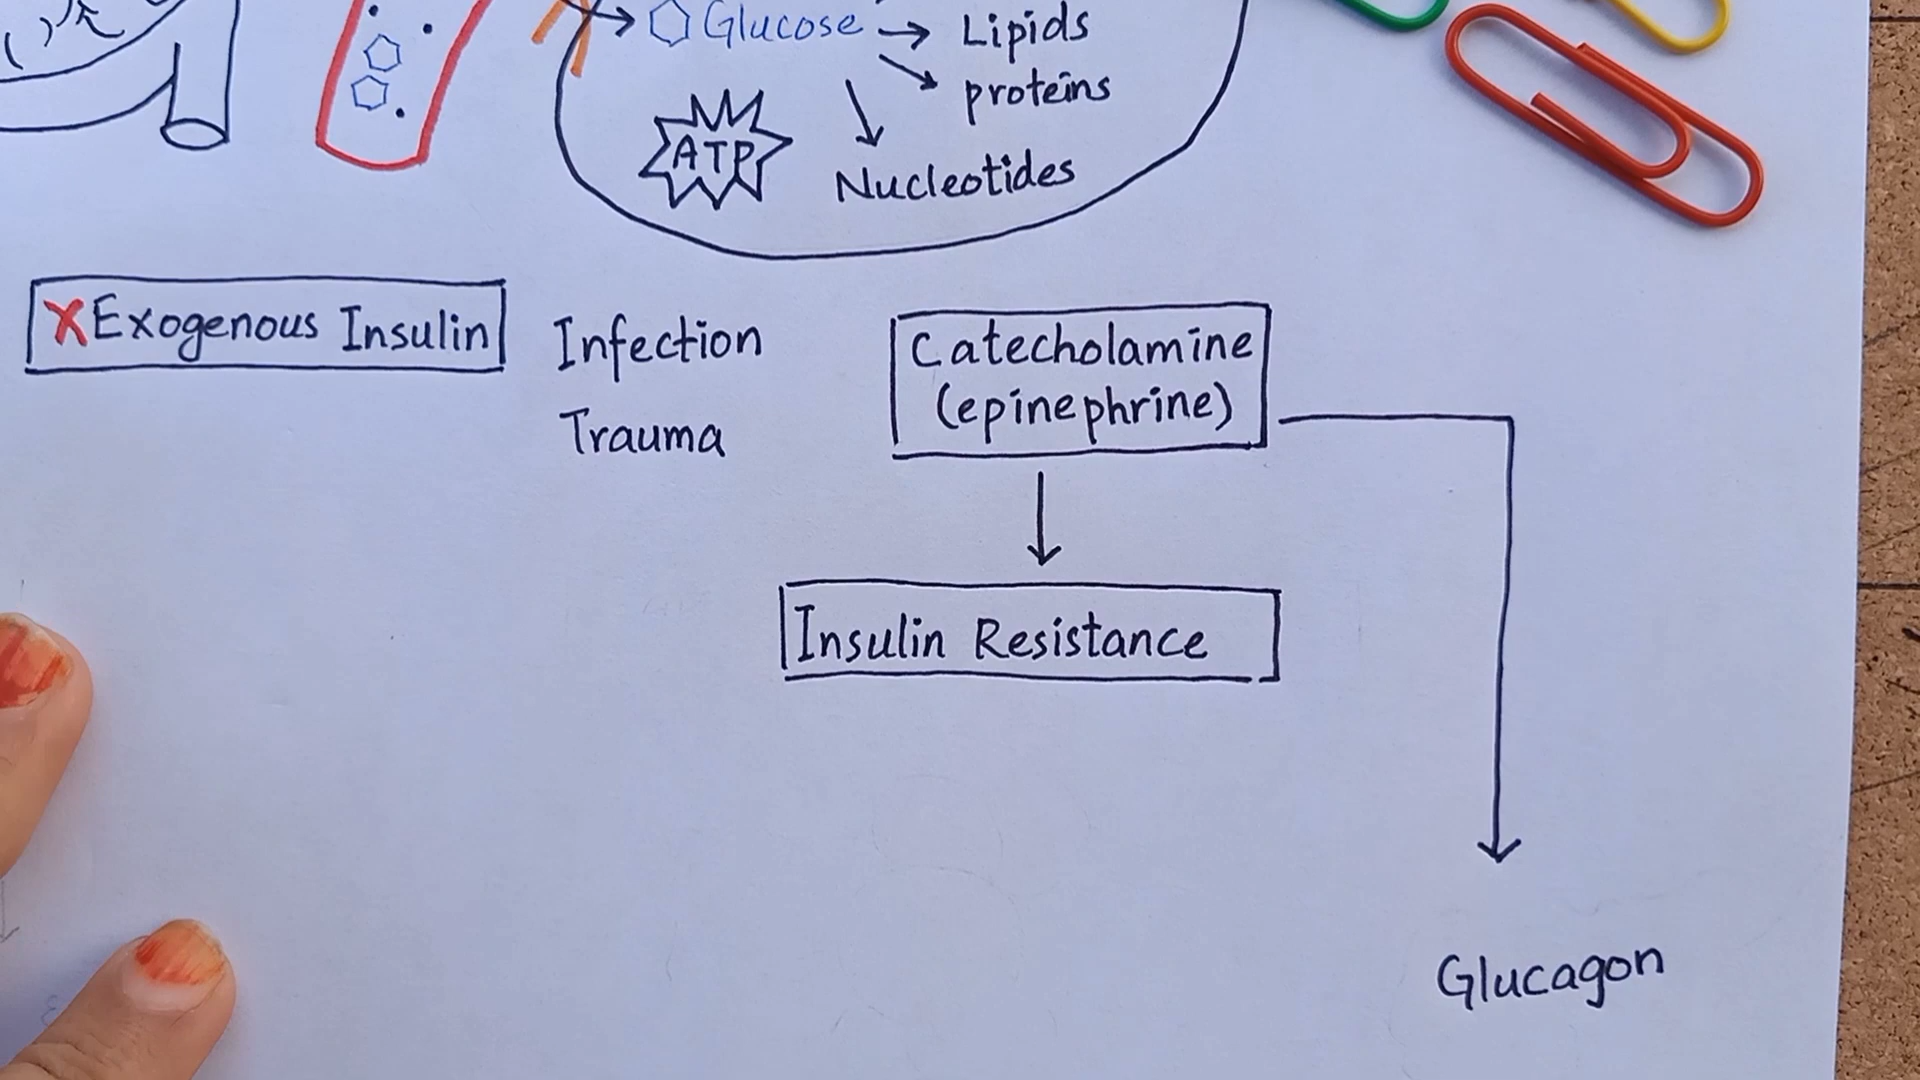 Glucose → Lipids
proteins
ATP
Nucleotides
X Exogenous Insulin
Infection
Trauma
Catecholamine
(epinephrine)
Insulin Resistance
Glucagon